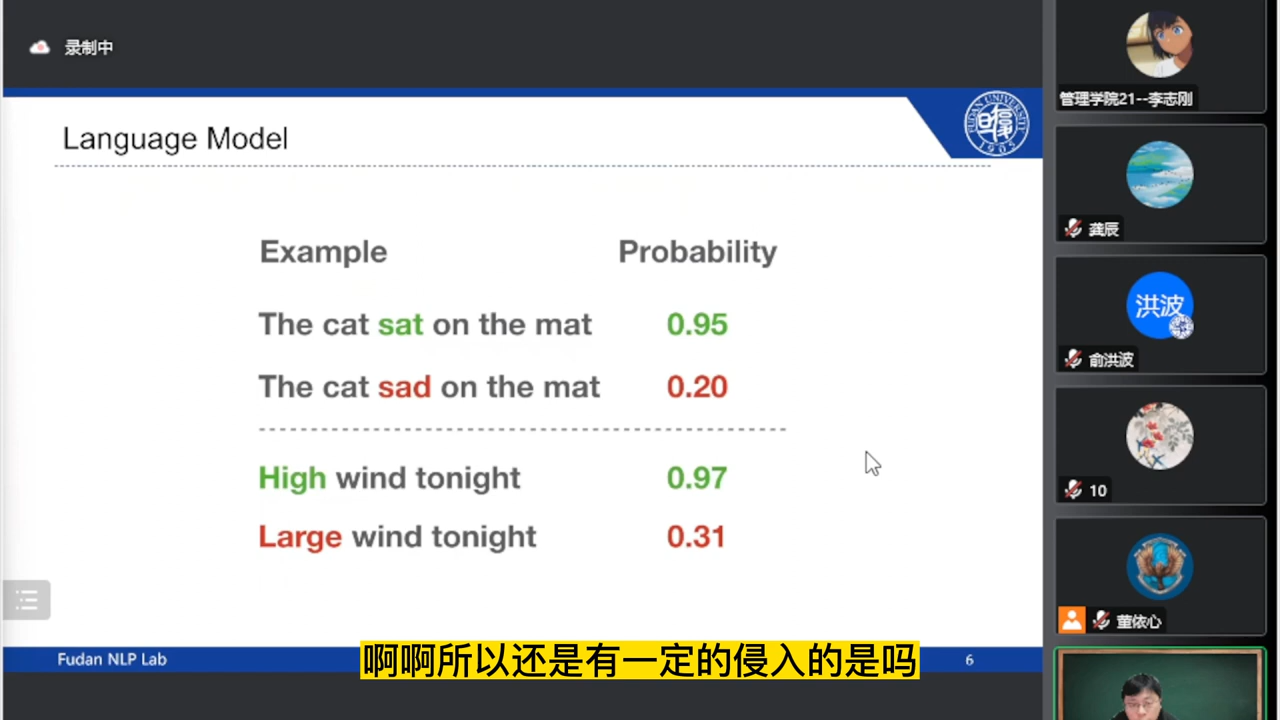 录制中
Language Model
FUDAN UNIVERSITY
1905
Example Probability
The cat sat on the mat 0.95
The cat sad on the mat 0.20
High wind tonight 0.97
Large wind tonight 0.31
Fudan NLP Lab
6
啊啊所以还是有一定的侵入的是吗
管理学院21--李志刚
龚辰
洪波
俞洪波
10
董依心